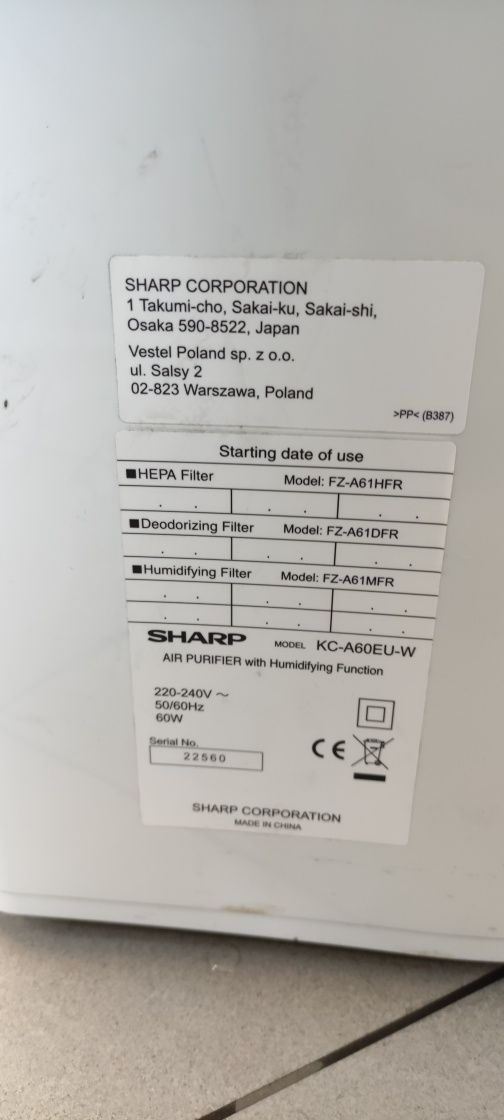 SHARP CORPORATION
1 Takumi-cho, Sakai-ku, Sakai-shi,
Osaka 590-8522, Japan
Vestel Poland sp. z o.o.
ul. Salsy 2
02-823 Warszawa, Poland
>PP< (B387)
Starting date of use
■HEPA Filter Model: FZ-A61HFR
. . . . . .
■Deodorizing Filter Model: FZ-A61DFR
. . . . . .
■Humidifying Filter Model: FZ-A61MFR
. . . . . .
. . . . . .
SHARP MODEL KC-A60EU-W
AIR PURIFIER with Humidifying Function
220-240V ～
50/60Hz
60W
Serial No.
22560
CE
SHARP CORPORATION
MADE IN CHINA